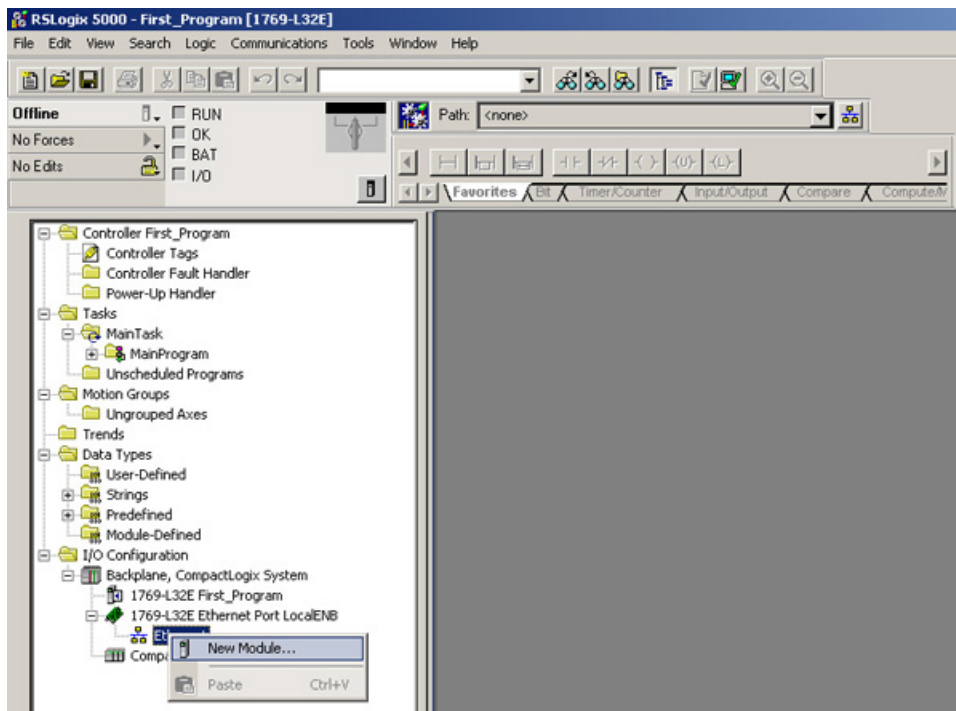 RSLogix 5000 - First_Program [1769-L32E]
File Edit View Search Logic Communications Tools Window Help
Offline
RUN
No Forces
OK
No Edits
BAT
I/O
Path: <none>
Favorites Bit Timer/Counter Input/Output Compare
Controller First_Program
Controller Tags
Controller Fault Handler
Power-Up Handler
Tasks
MainTask
MainProgram
Unscheduled Programs
Motion Groups
Ungrouped Axes
Trends
Data Types
User-Defined
Strings
Predefined
Module-Defined
I/O Configuration
Backplane, CompactLogix System
1769-L32E First_Program
1769-L32E Ethernet Port LocalENB
New Module...
Paste Ctrl+V